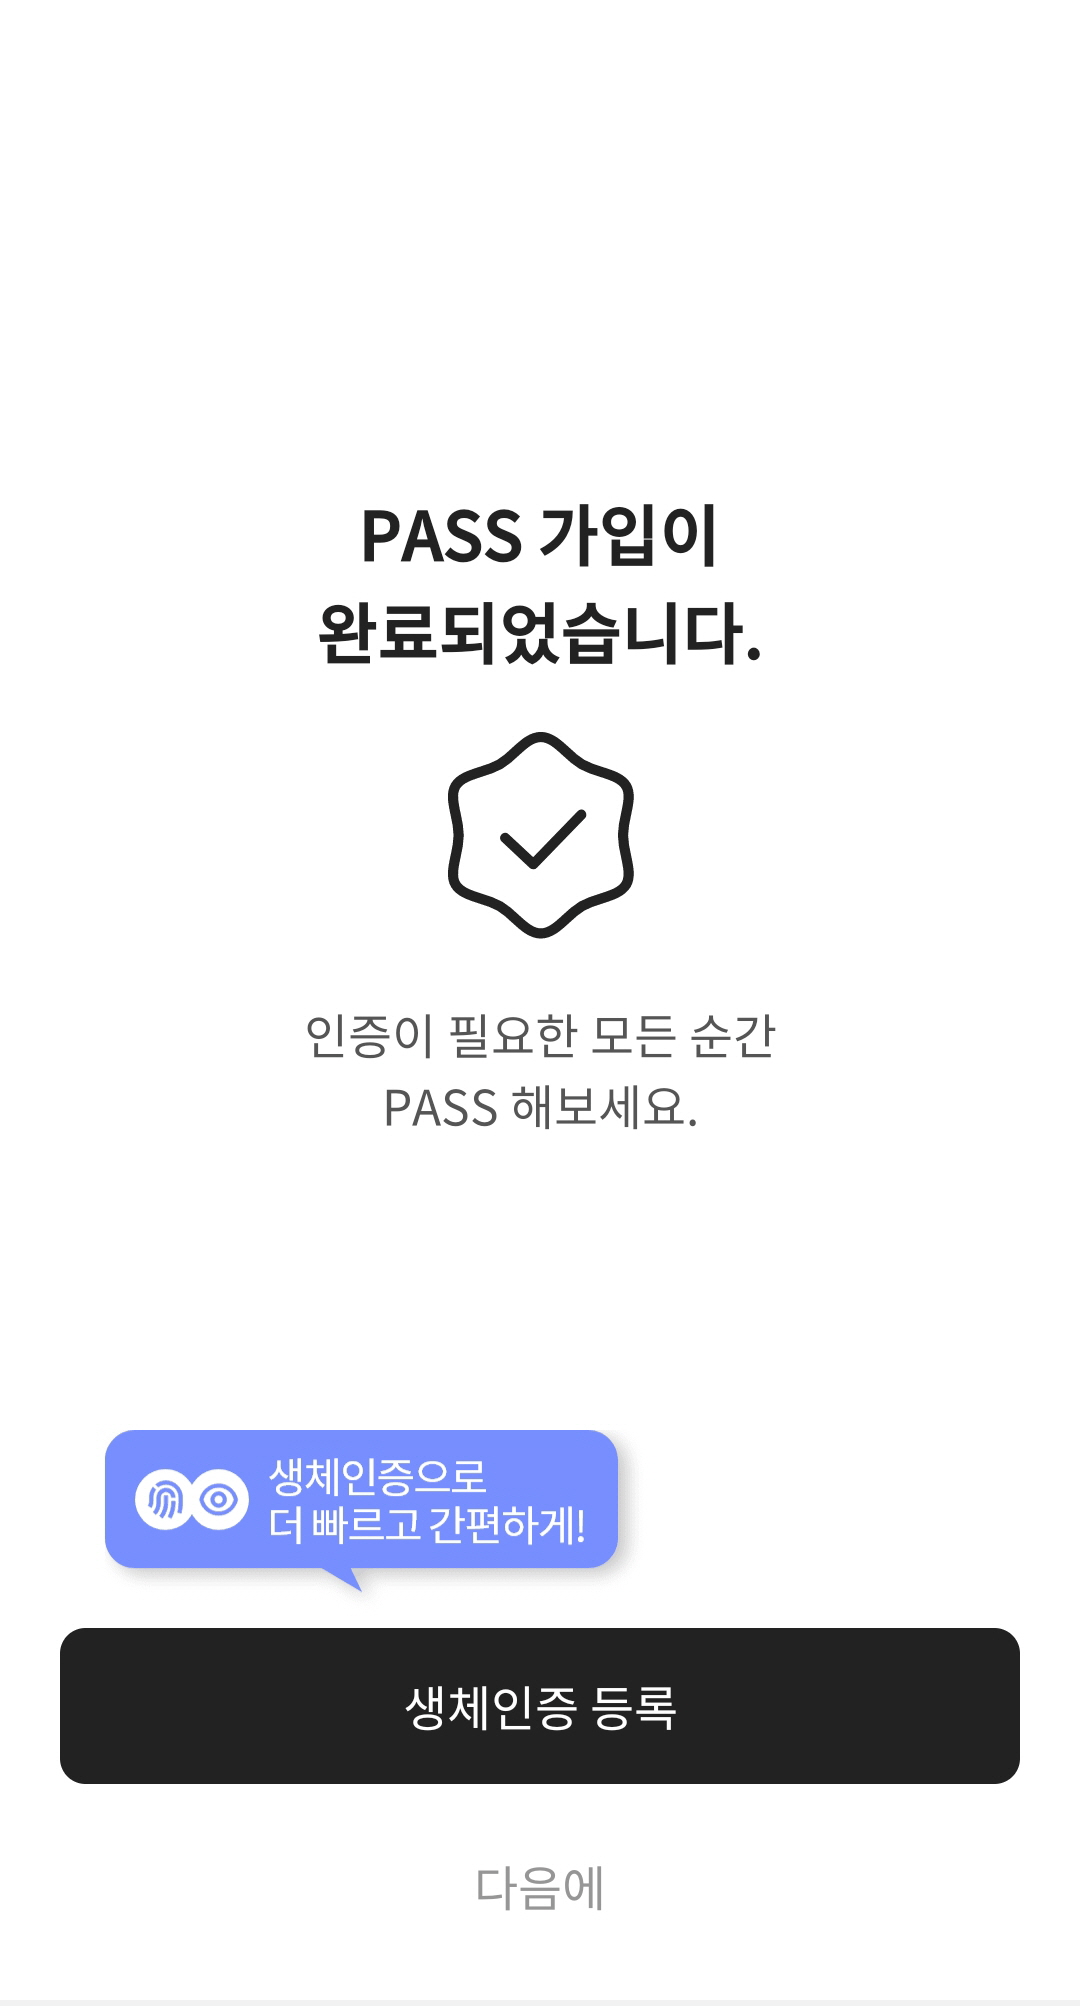 PASS 가입이
완료되었습니다.
인증이 필요한 모든 순간
PASS 해보세요.
생체인증으로
더 빠르고 간편하게!
생체인증 등록
다음에